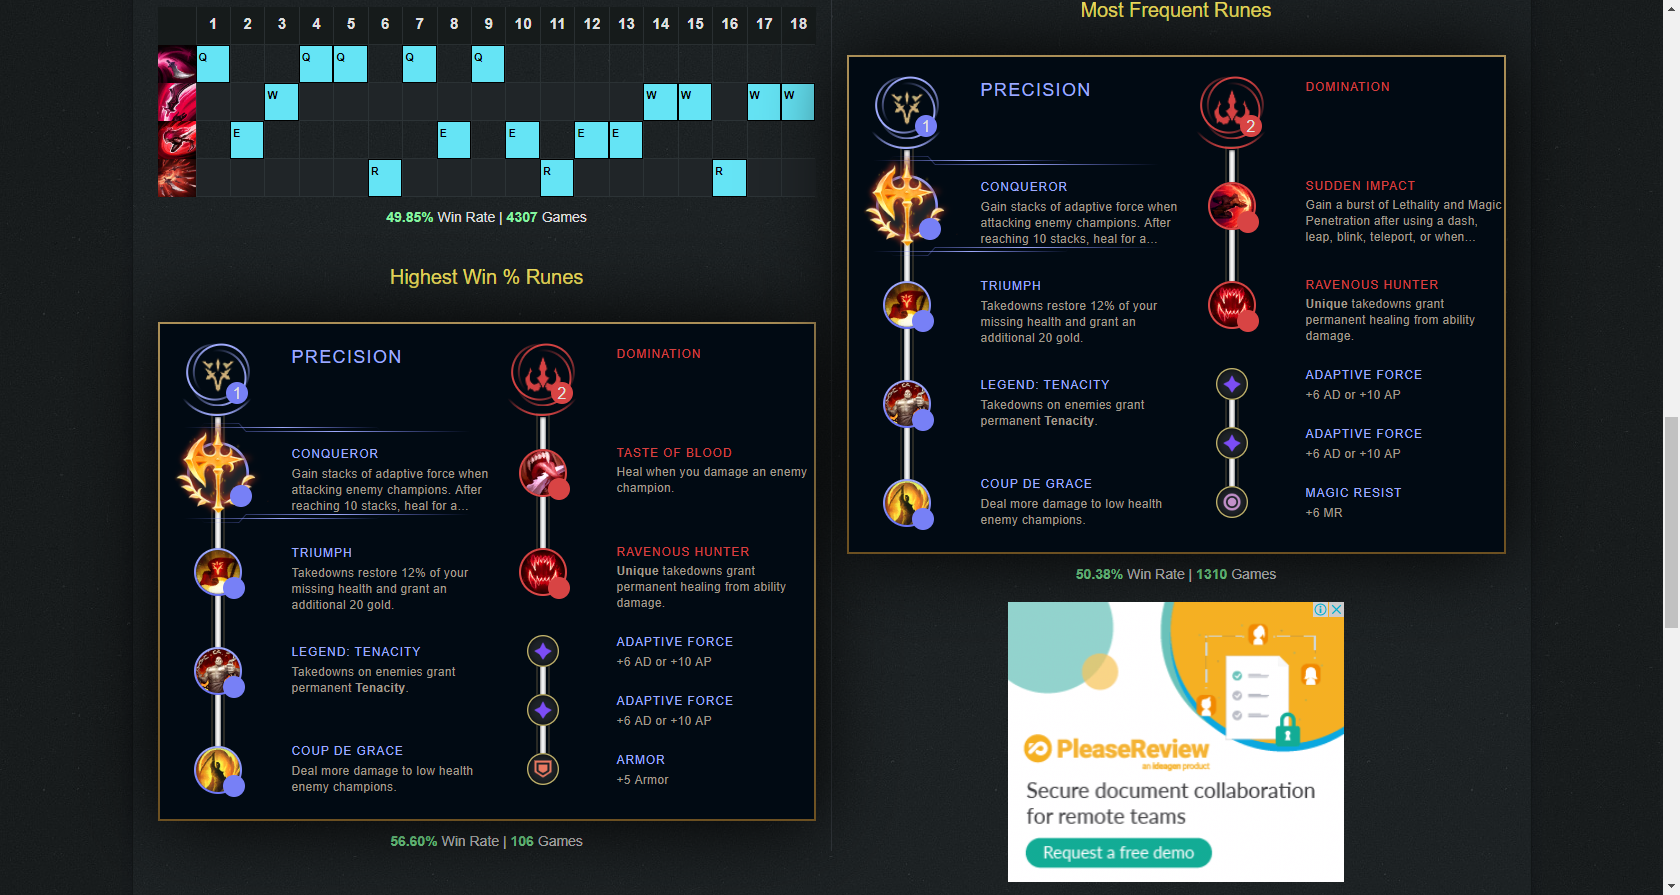 1 2 3 4 5 6 7 8 9 10 11 12 13 14 15 16 17 18
Q Q Q Q Q
W W W W W
E E E E E
R R R
49.85% Win Rate | 4307 Games
Highest Win % Runes
PRECISION
1
CONQUEROR
Gain stacks of adaptive force when
attacking enemy champions. After
reaching 10 stacks, heal for a...
TRIUMPH
Takedowns restore 12% of your
missing health and grant an
additional 20 gold.
LEGEND: TENACITY
Takedowns on enemies grant
permanent Tenacity.
COUP DE GRACE
Deal more damage to low health
enemy champions.
DOMINATION
2
TASTE OF BLOOD
Heal when you damage an enemy
champion.
RAVENOUS HUNTER
Unique takedowns grant
permanent healing from ability
damage.
ADAPTIVE FORCE
+6 AD or +10 AP
ADAPTIVE FORCE
+6 AD or +10 AP
ARMOR
+5 Armor
56.60% Win Rate | 106 Games
Most Frequent Runes
PRECISION
1
CONQUEROR
Gain stacks of adaptive force when
attacking enemy champions. After
reaching 10 stacks, heal for a...
TRIUMPH
Takedowns restore 12% of your
missing health and grant an
additional 20 gold.
LEGEND: TENACITY
Takedowns on enemies grant
permanent Tenacity.
COUP DE GRACE
Deal more damage to low health
enemy champions.
DOMINATION
2
SUDDEN IMPACT
Gain a burst of Lethality and Magic
Penetration after using a dash,
leap, blink, teleport, or when...
RAVENOUS HUNTER
Unique takedowns grant
permanent healing from ability
damage.
ADAPTIVE FORCE
+6 AD or +10 AP
ADAPTIVE FORCE
+6 AD or +10 AP
MAGIC RESIST
+6 MR
50.38% Win Rate | 1310 Games
PleaseReview
an ideagen product
Secure document collaboration
for remote teams
Request a free demo